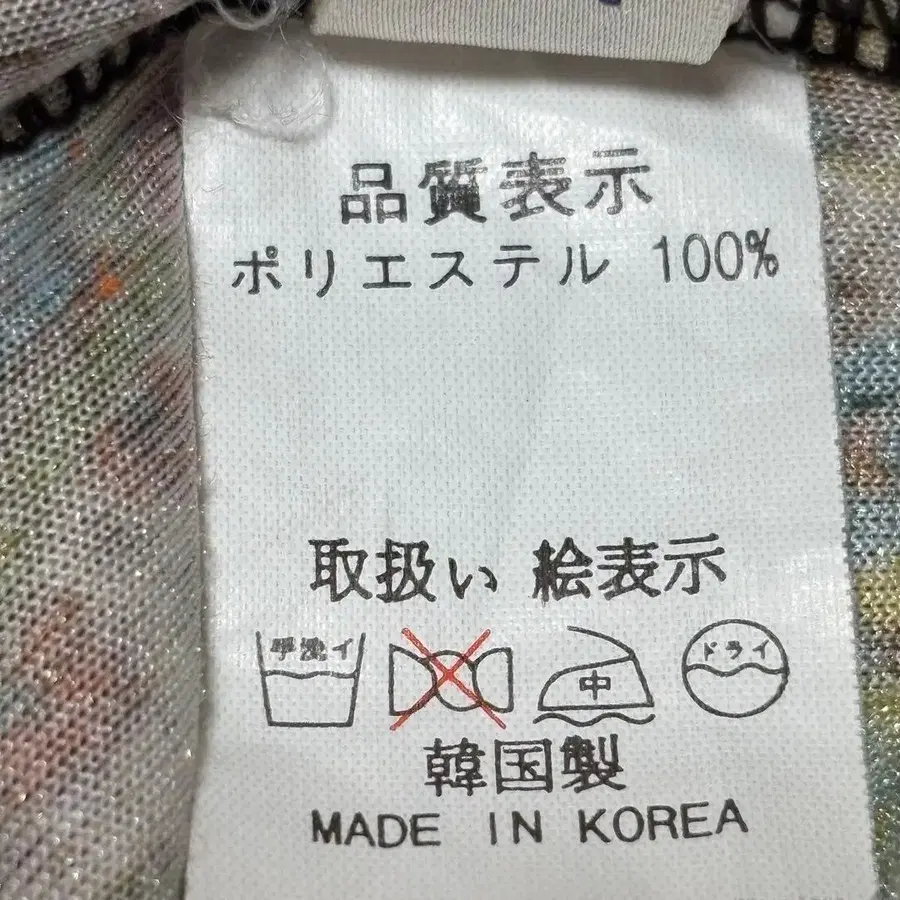 品質表示
ポリエステル 100%
取扱い 絵表示
手洗イ 中 ドライ
韓国製
MADE IN KOREA